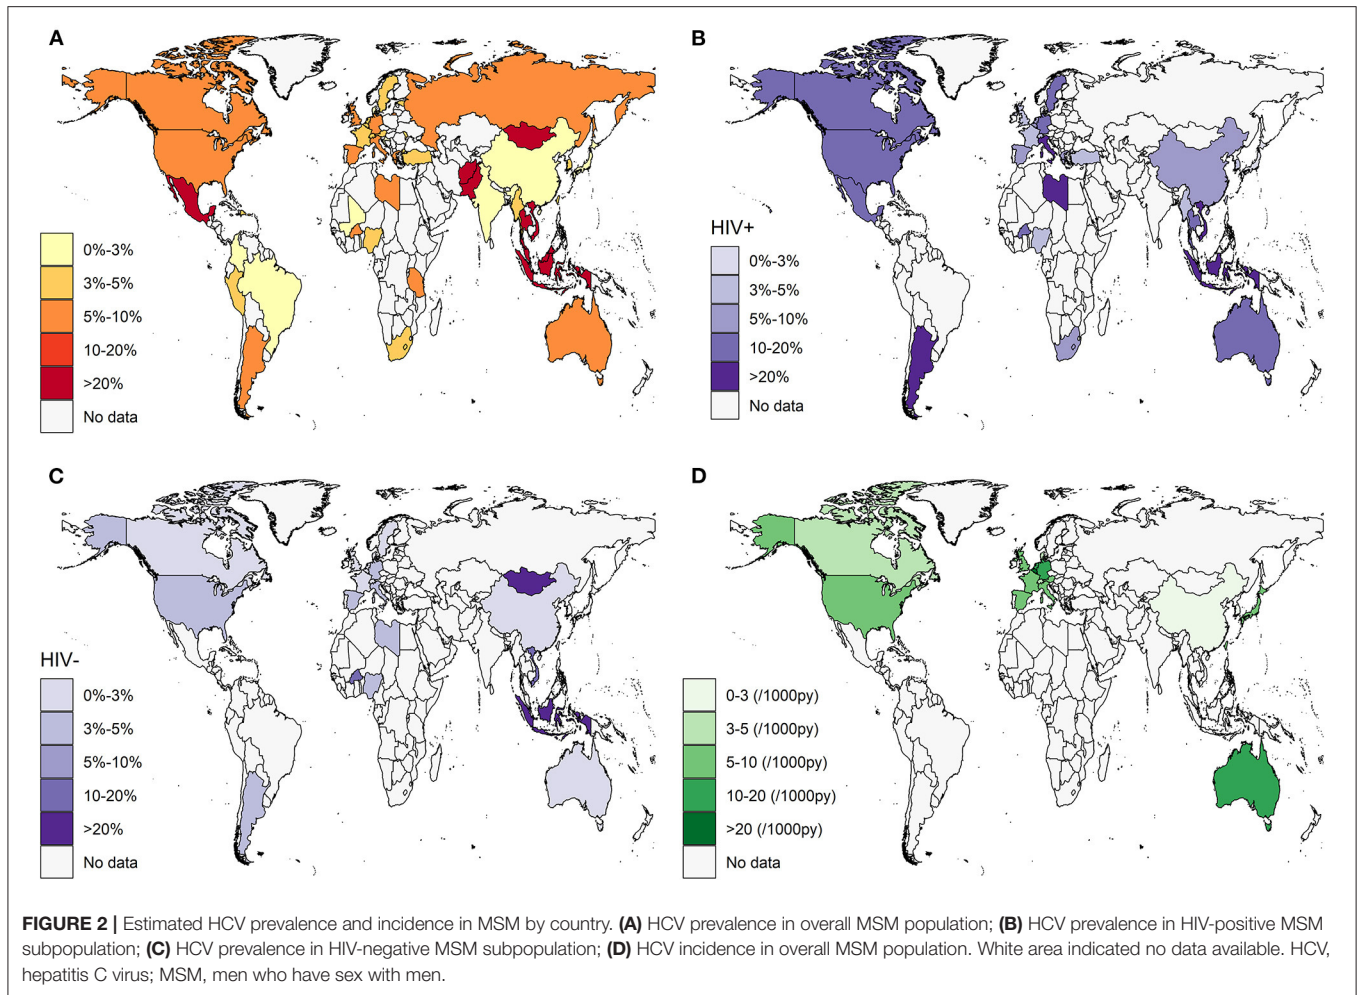 A
0%-3%
3%-5%
5%-10%
10-20%
>20%
No data
B
HIV+
0%-3%
3%-5%
5%-10%
10-20%
>20%
No data
C
HIV-
0%-3%
3%-5%
5%-10%
10-20%
>20%
No data
D
0-3 (/1000py)
3-5 (/1000py)
5-10 (/1000py)
10-20 (/1000py)
>20 (/1000py)
No data
FIGURE 2 | Estimated HCV prevalence and incidence in MSM by country. (A) HCV prevalence in overall MSM population; (B) HCV prevalence in HIV-positive MSM
subpopulation; (C) HCV prevalence in HIV-negative MSM subpopulation; (D) HCV incidence in overall MSM population. White area indicated no data available. HCV,
hepatitis C virus; MSM, men who have sex with men.